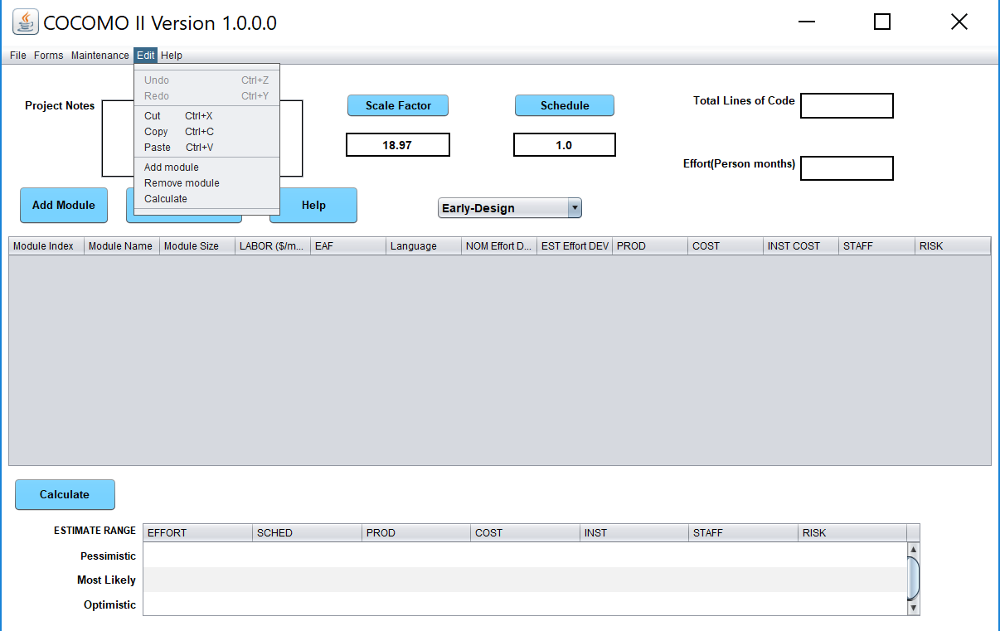 COCOMO II Version 1.0.0.0
File Forms Maintenance Edit Help
Undo Ctrl+Z
Redo Ctrl+Y
Cut Ctrl+X
Copy Ctrl+C
Paste Ctrl+V
Add module
Remove module
Calculate
Project Notes
Scale Factor
Schedule
Total Lines of Code
18.97
1.0
Effort(Person months)
Add Module
Help
Early-Design
Module Index Module Name Module Size LABOR ($/m... EAF Language NOM Effort D... EST Effort DEV PROD COST INST COST STAFF RISK
Calculate
ESTIMATE RANGE EFFORT SCHED PROD COST INST STAFF RISK
Pessimistic
Most Likely
Optimistic